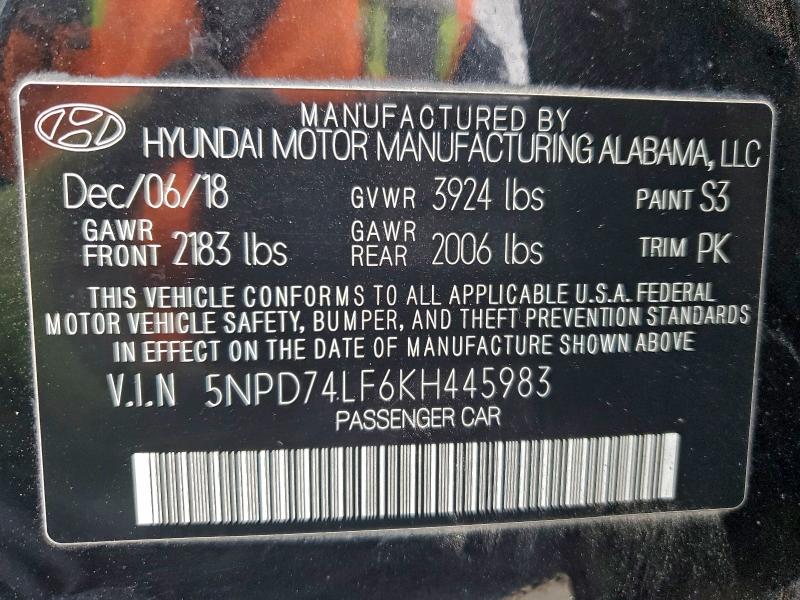 MANUFACTURED BY
HYUNDAI MOTOR MANUFACTURING ALABAMA, LLC
Dec/06/18 GVWR 3924 lbs PAINT S3
GAWR FRONT 2183 lbs GAWR REAR 2006 lbs TRIM PK
THIS VEHICLE CONFORMS TO ALL APPLICABLE U.S.A. FEDERAL
MOTOR VEHICLE SAFETY, BUMPER, AND THEFT PREVENTION STANDARDS
IN EFFECT ON THE DATE OF MANUFACTURE SHOWN ABOVE
V.I.N 5NPD74LF6KH445983
PASSENGER CAR